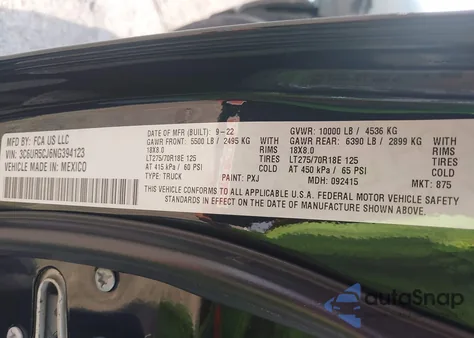 MFD BY: FCA US LLC
VIN: 3C6UR5CJ6NG394123
VEHICLE MADE IN: MEXICO
DATE OF MFR (BUILT): 9-22 GVWR: 10000 LB / 4536 KG
GAWR FRONT: 5500 LB / 2495 KG WITH GAWR REAR: 6390 LB / 2899 KG WITH
18X8.0 RIMS 18X8.0 RIMS
LT275/70R18E 125 TIRES LT275/70R18E 125 TIRES
AT 415 kPa / 60 PSI COLD AT 450 kPa / 65 PSI COLD
TYPE: TRUCK PAINT: PXJ MDH: 092415 MKT: 875
THIS VEHICLE CONFORMS TO ALL APPLICABLE U.S.A. FEDERAL MOTOR VEHICLE SAFETY
STANDARDS IN EFFECT ON THE DATE OF MANUFACTURE SHOWN ABOVE.
autoSnap